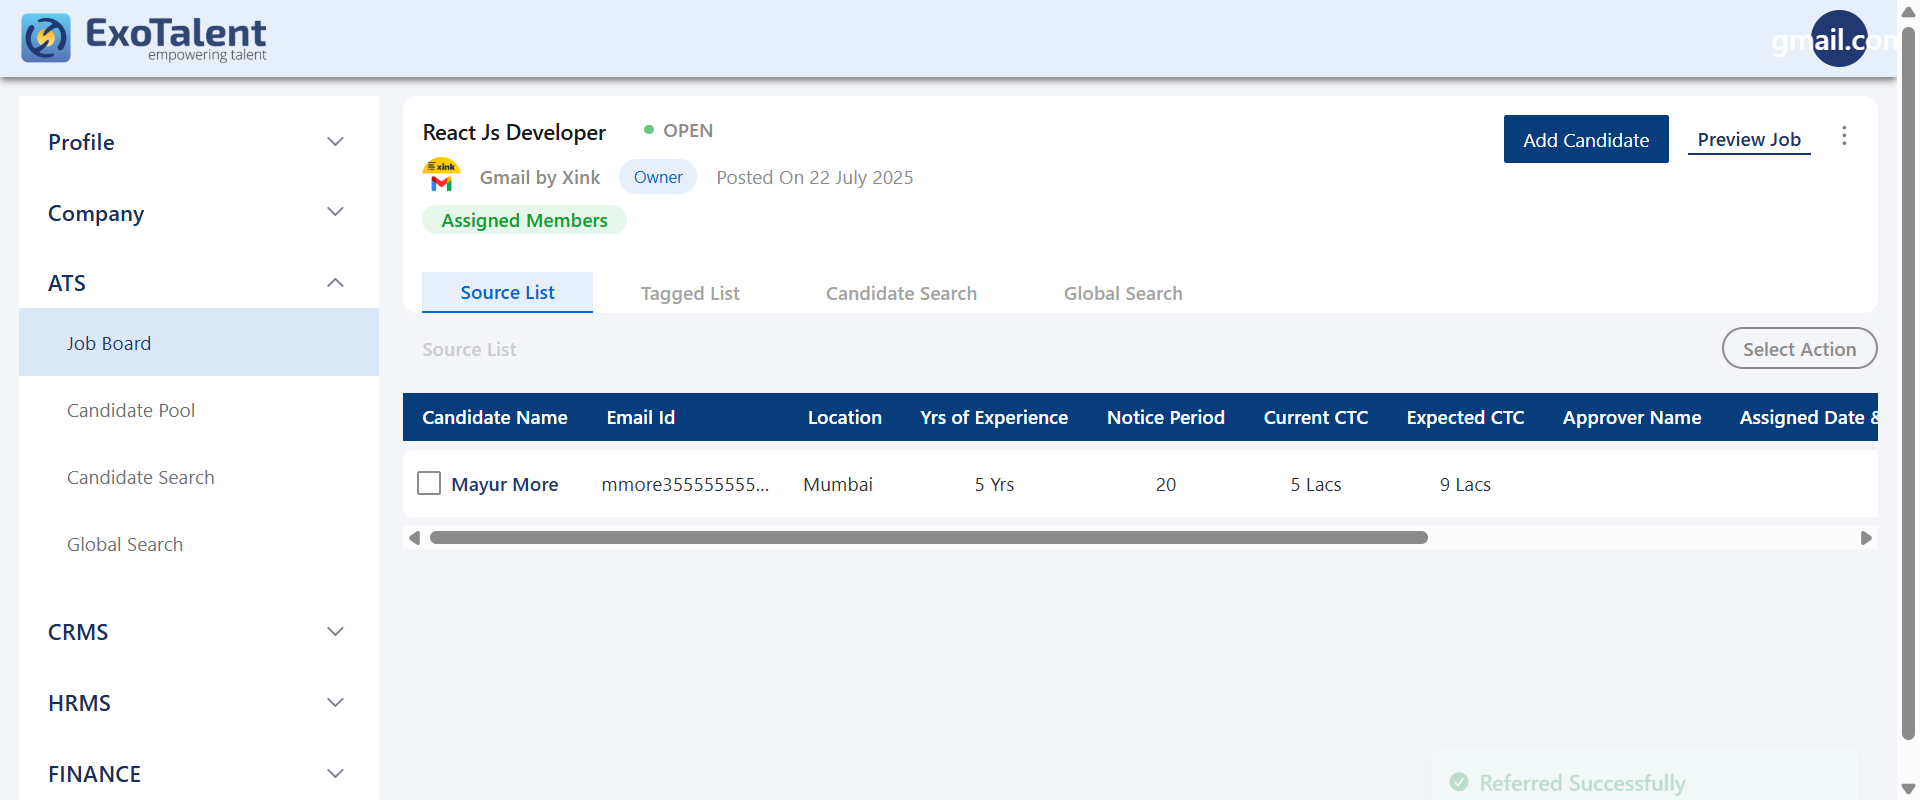 ExoTalent
empowering talent
gmail.com
Profile
Company
ATS
Job Board
Candidate Pool
Candidate Search
Global Search
CRMS
HRMS
FINANCE
React Js Developer OPEN
xink
Gmail by Xink Owner Posted On 22 July 2025
Assigned Members
Add Candidate Preview Job
Source List Tagged List Candidate Search Global Search
Source List Select Action
Candidate Name Email Id Location Yrs of Experience Notice Period Current CTC Expected CTC Approver Name Assigned Date &
Mayur More mmore355555555... Mumbai 5 Yrs 20 5 Lacs 9 Lacs
Referred Successfully